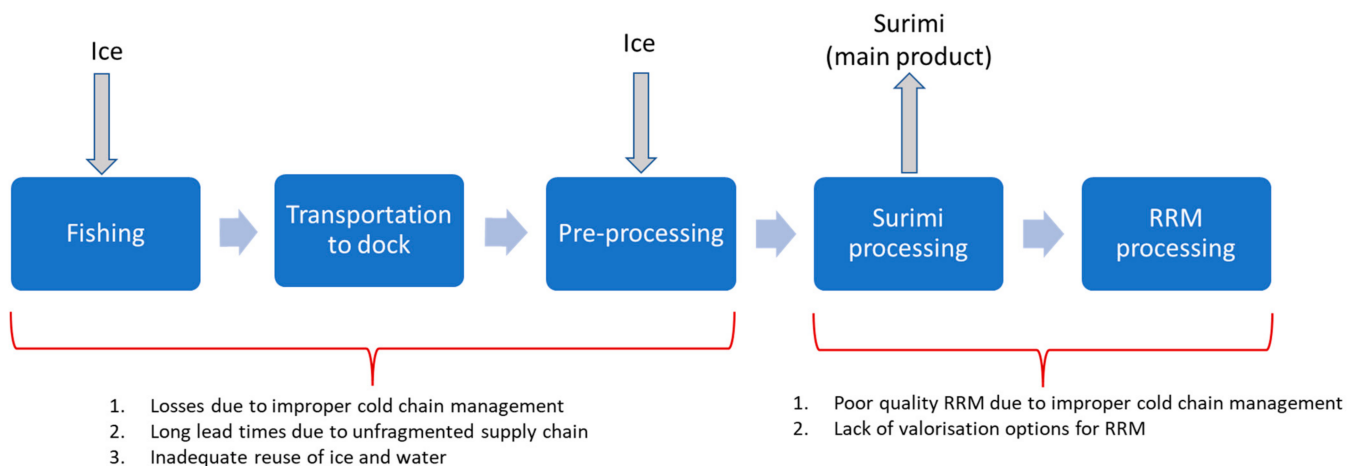 Ice
Ice
Surimi
(main product)
Fishing
Transportation
to dock
Pre-processing
Surimi
processing
RRM
processing
1. Losses due to improper cold chain management
2. Long lead times due to unfragmented supply chain
3. Inadequate reuse of ice and water
1. Poor quality RRM due to improper cold chain management
2. Lack of valorisation options for RRM